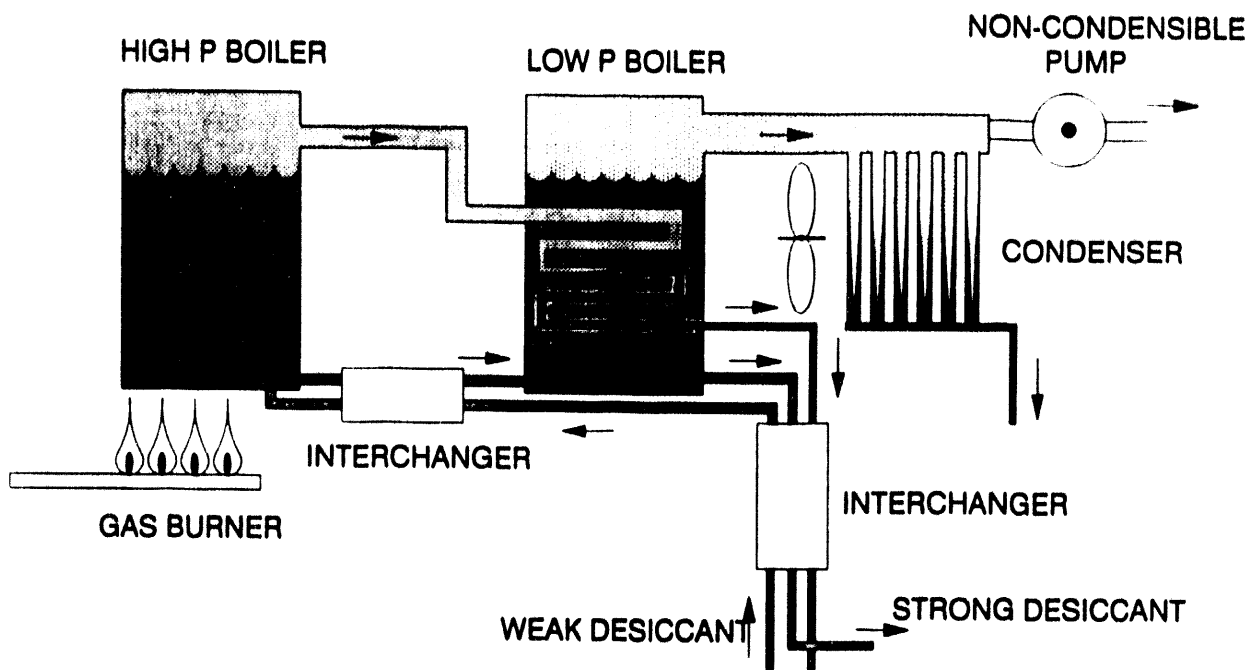 NON-CONDENSIBLE
PUMP
HIGH P BOILER
LOW P BOILER
CONDENSER
INTERCHANGER
GAS BURNER
INTERCHANGER
WEAK DESICCANT
STRONG DESICCANT